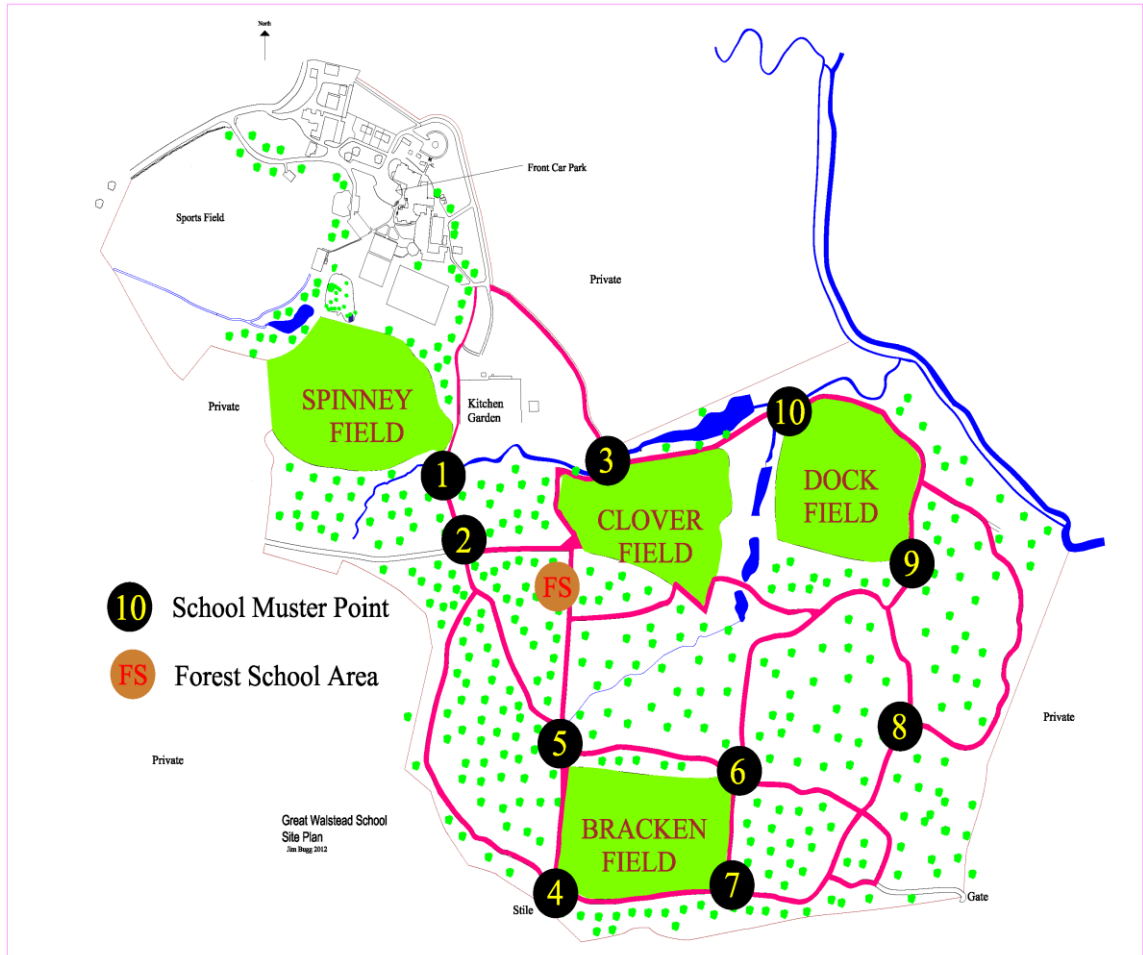 North
Front Car Park
Sports Field
Private
SPINNEY
FIELD
Private
Kitchen
Garden
10
3
1
CLOVER
FIELD
DOCK
FIELD
2
9
FS
10 School Muster Point
FS Forest School Area
8
Private
5
6
Private
Great Walstead School
Site Plan
Jim Bugg 2012
BRACKEN
FIELD
4
7
Stile
Gate